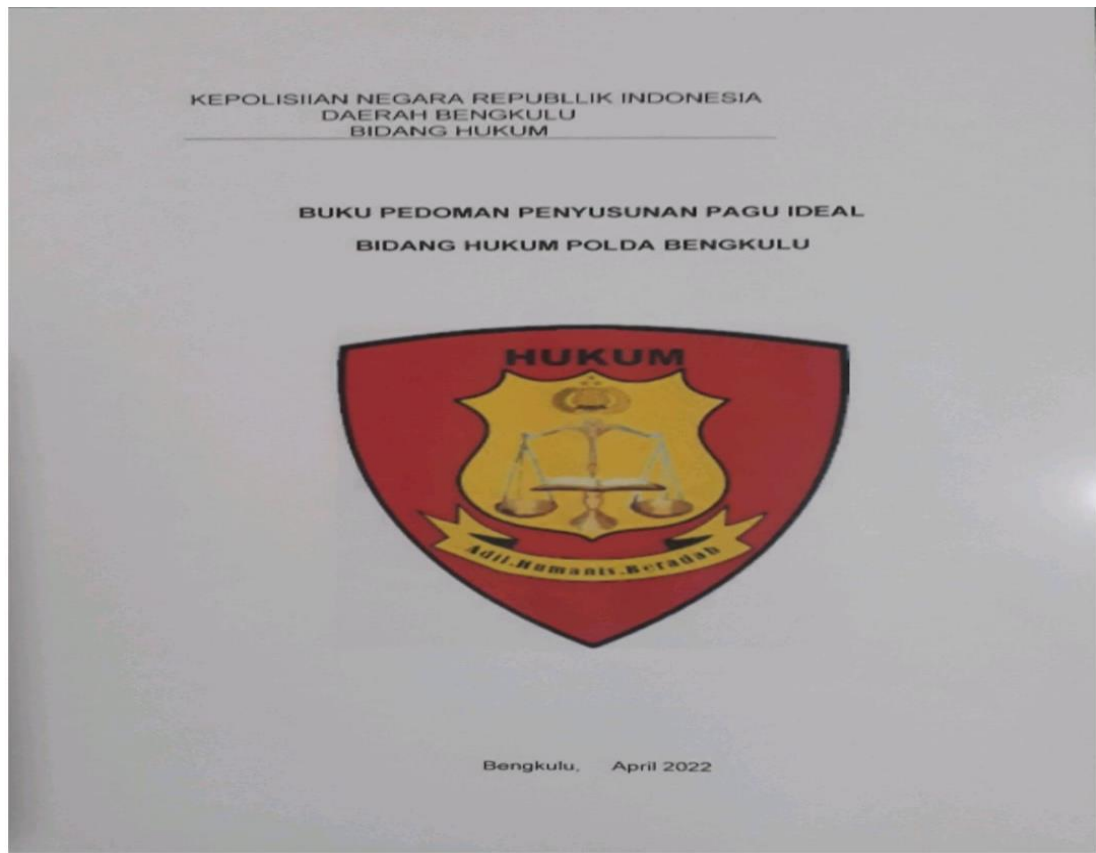 KEPOLISIIAN NEGARA REPUBLLIK INDONESIA
DAERAH BENGKULU
BIDANG HUKUM
BUKU PEDOMAN PENYUSUNAN PAGU IDEAL
BIDANG HUKUM POLDA BENGKULU
HUKUM
Adil.Humanis.Beradab
Bengkulu, April 2022